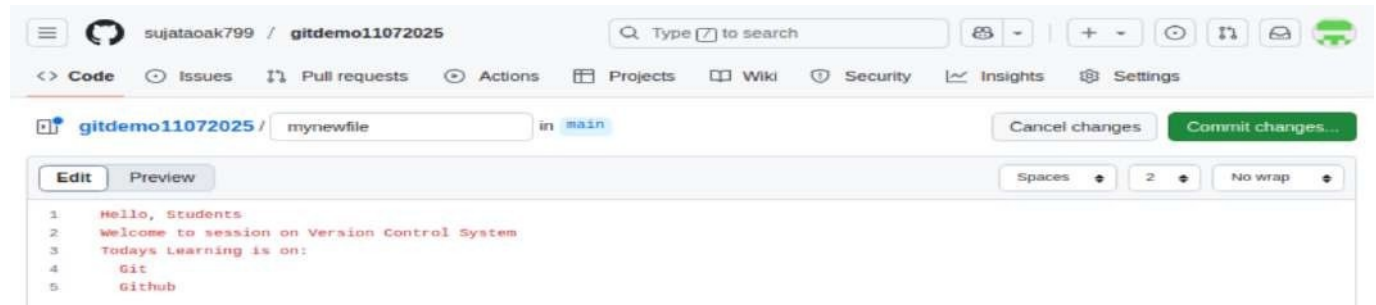 sujataoak799 / gitdemo11072025 Type / to search
<> Code Issues Pull requests Actions Projects Wiki Security Insights Settings
gitdemo11072025 / mynewfile in main Cancel changes Commit changes...
Edit Preview Spaces 2 No wrap
1 Hello, Students
2 Welcome to session on Version Control System
3 Todays Learning is on:
4 Git
5 Github